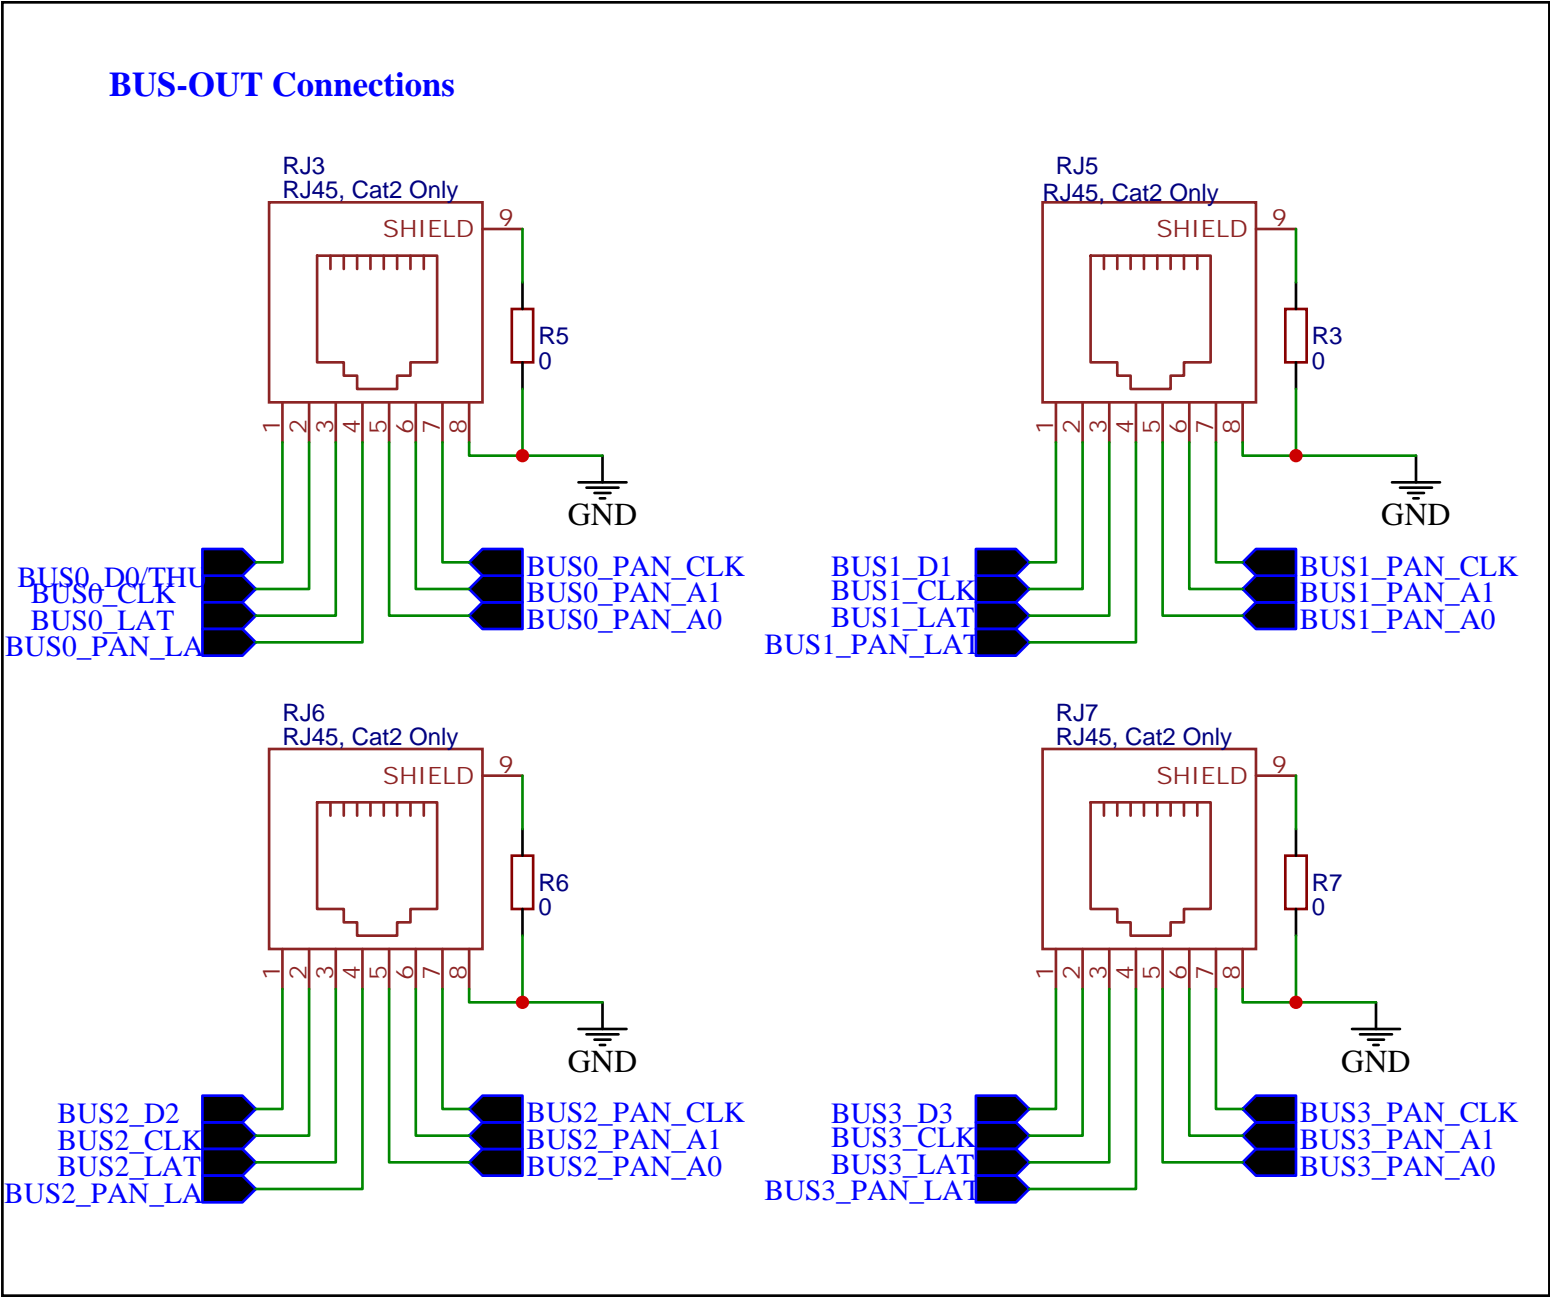 BUS-OUT Connections
RJ3
RJ45, Cat2 Only
SHIELD
9
R5
0
1 2 3 4 5 6 7 8
GND
BUS0_D0/THU
BUS0_CLK
BUS0_LAT
BUS0_PAN_LA
BUS0_PAN_CLK
BUS0_PAN_A1
BUS0_PAN_A0
RJ5
RJ45, Cat2 Only
SHIELD
9
R3
0
1 2 3 4 5 6 7 8
GND
BUS1_D1
BUS1_CLK
BUS1_LAT
BUS1_PAN_LAT
BUS1_PAN_CLK
BUS1_PAN_A1
BUS1_PAN_A0
RJ6
RJ45, Cat2 Only
SHIELD
9
R6
0
1 2 3 4 5 6 7 8
GND
BUS2_D2
BUS2_CLK
BUS2_LAT
BUS2_PAN_LA
BUS2_PAN_CLK
BUS2_PAN_A1
BUS2_PAN_A0
RJ7
RJ45, Cat2 Only
SHIELD
9
R7
0
1 2 3 4 5 6 7 8
GND
BUS3_D3
BUS3_CLK
BUS3_LAT
BUS3_PAN_LAT
BUS3_PAN_CLK
BUS3_PAN_A1
BUS3_PAN_A0